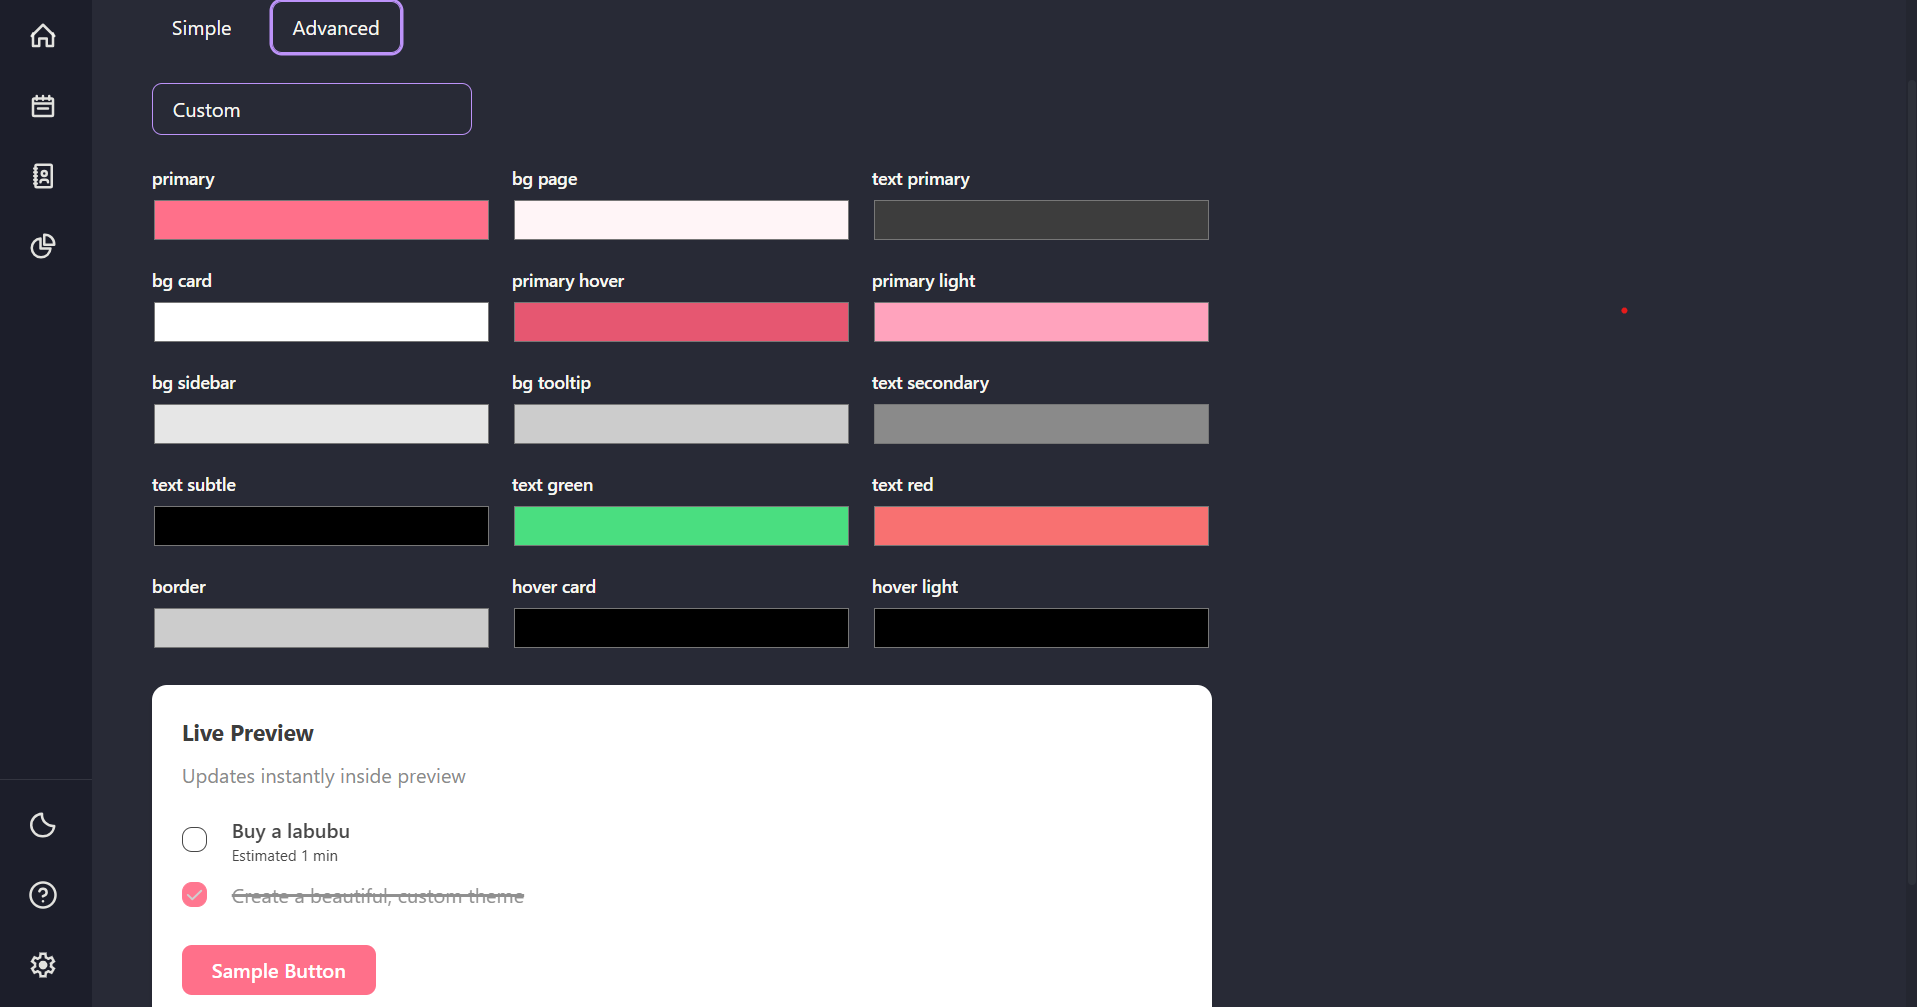 Simple
Advanced
Custom
primary
bg page
text primary
bg card
primary hover
primary light
bg sidebar
bg tooltip
text secondary
text subtle
text green
text red
border
hover card
hover light
Live Preview
Updates instantly inside preview
Buy a labubu
Estimated 1 min
Create a beautiful, custom theme
Sample Button